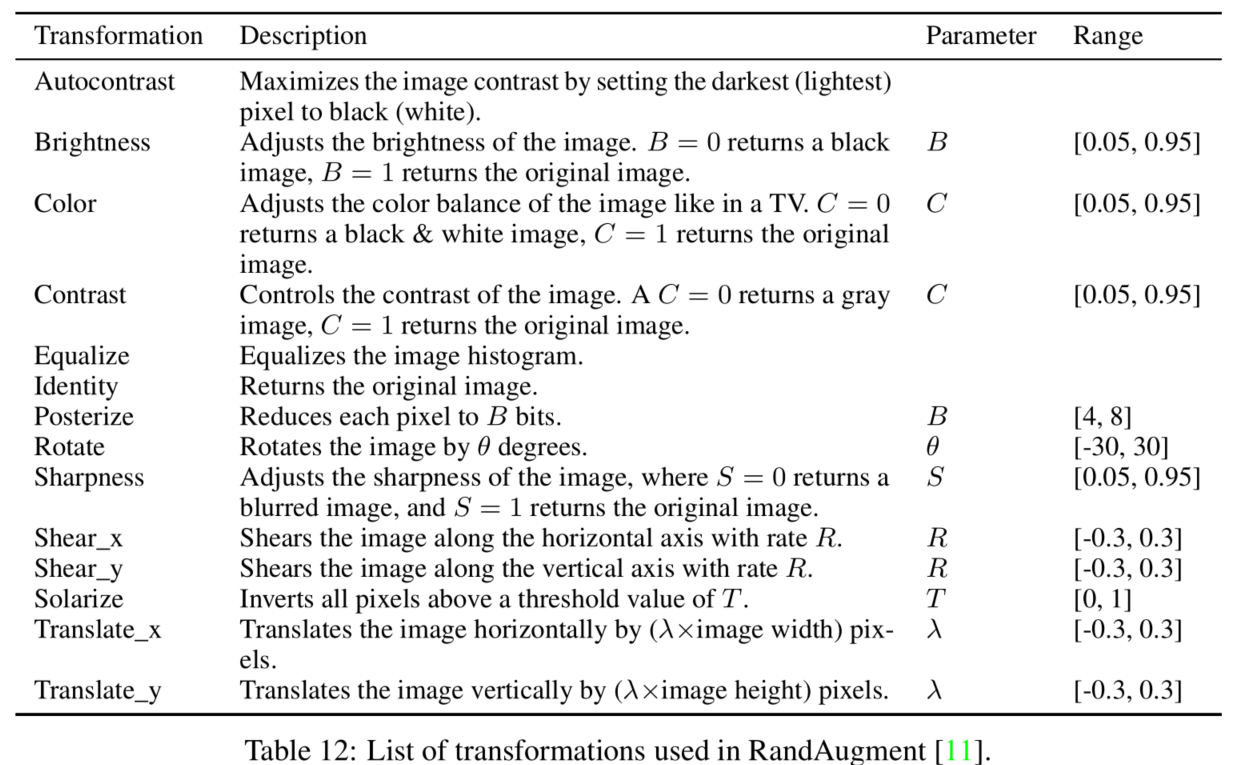 Transformation Description Parameter Range
Autocontrast Maximizes the image contrast by setting the darkest (lightest)
pixel to black (white).
Brightness Adjusts the brightness of the image. B = 0 returns a black B [0.05, 0.95]
image, B = 1 returns the original image.
Color Adjusts the color balance of the image like in a TV. C = 0 C [0.05, 0.95]
returns a black & white image, C = 1 returns the original
image.
Contrast Controls the contrast of the image. A C = 0 returns a gray C [0.05, 0.95]
image, C = 1 returns the original image.
Equalize Equalizes the image histogram.
Identity Returns the original image.
Posterize Reduces each pixel to B bits. B [4, 8]
Rotate Rotates the image by θ degrees. θ [-30, 30]
Sharpness Adjusts the sharpness of the image, where S = 0 returns a S [0.05, 0.95]
blurred image, and S = 1 returns the original image.
Shear_x Shears the image along the horizontal axis with rate R. R [-0.3, 0.3]
Shear_y Shears the image along the vertical axis with rate R. R [-0.3, 0.3]
Solarize Inverts all pixels above a threshold value of T. T [0, 1]
Translate_x Translates the image horizontally by (λ×image width) pix- λ [-0.3, 0.3]
els.
Translate_y Translates the image vertically by (λ×image height) pixels. λ [-0.3, 0.3]
Table 12: List of transformations used in RandAugment [11].